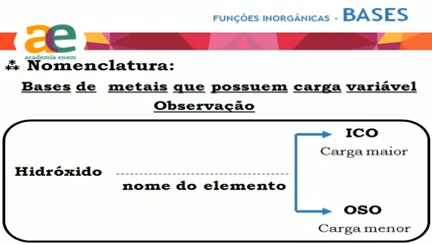 FUNÇÕES INORGÂNICAS - BASES
ae
academia enem
Nomenclatura:
Bases de metais que possuem carga variável
Observação
ICO
Carga maior
Hidróxido
nome do elemento
OSO
Carga menor